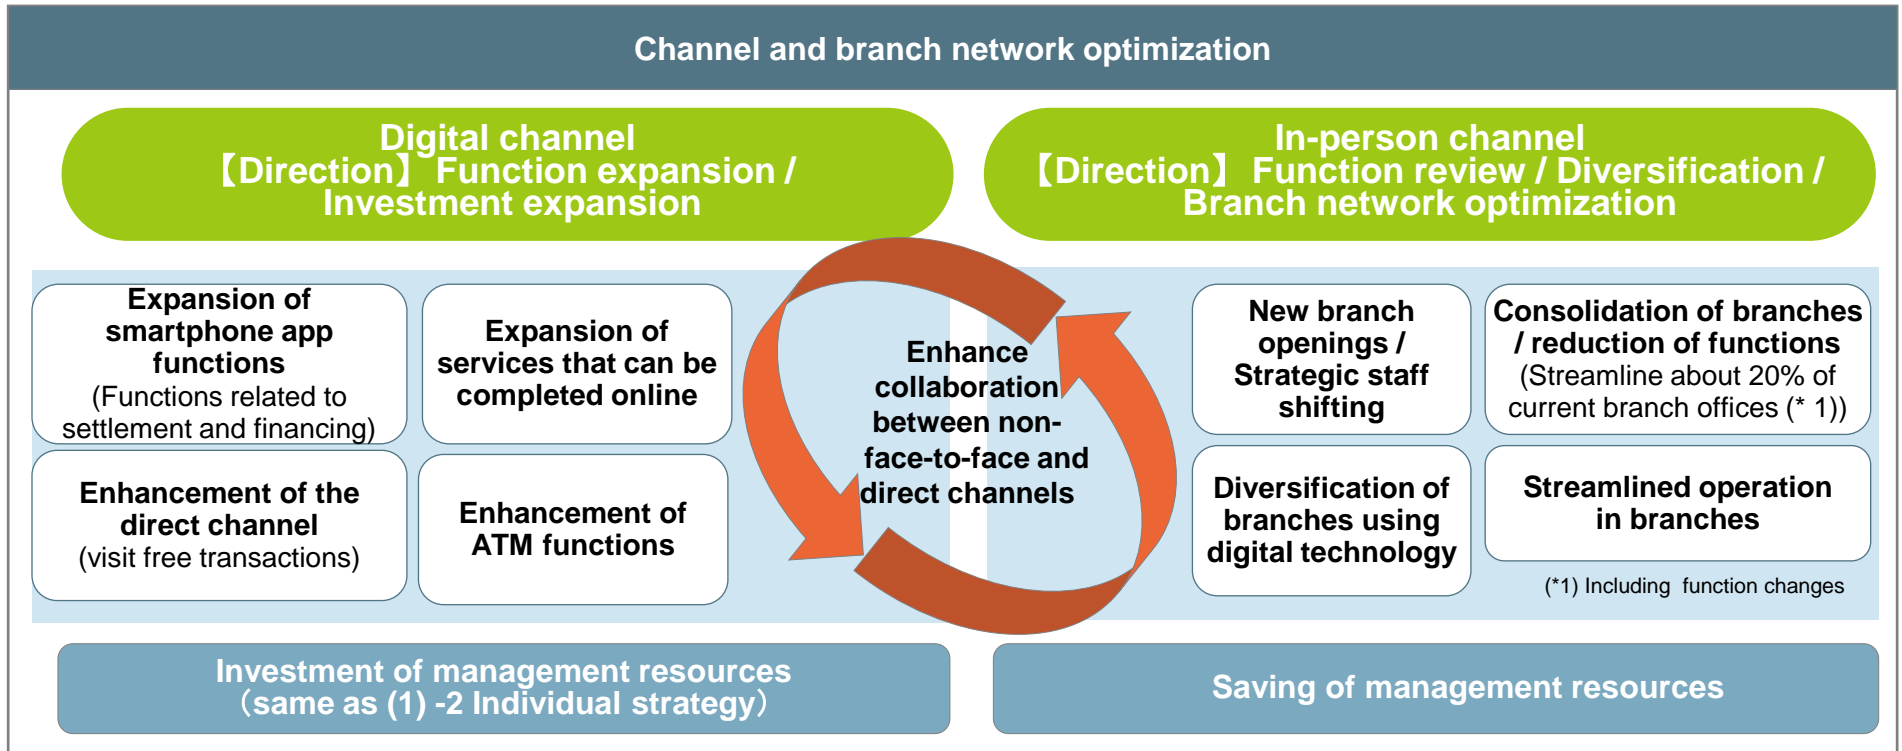 Channel and branch network optimization
Digital channel
【Direction】 Function expansion /
Investment expansion
In-person channel
【Direction】 Function review / Diversification /
Branch network optimization
Expansion of
smartphone app
functions
(Functions related to
settlement and financing)
Expansion of
services that can be
completed online
Enhancement of the
direct channel
(visit free transactions)
Enhancement of
ATM functions
Enhance
collaboration
between non-
face-to-face and
direct channels
New branch
openings /
Strategic staff
shifting
Consolidation of branches
/ reduction of functions
(Streamline about 20% of
current branch offices (* 1))
Diversification of
branches using
digital technology
Streamlined operation
in branches
(*1) Including function changes
Investment of management resources
（same as (1) -2 Individual strategy）
Saving of management resources